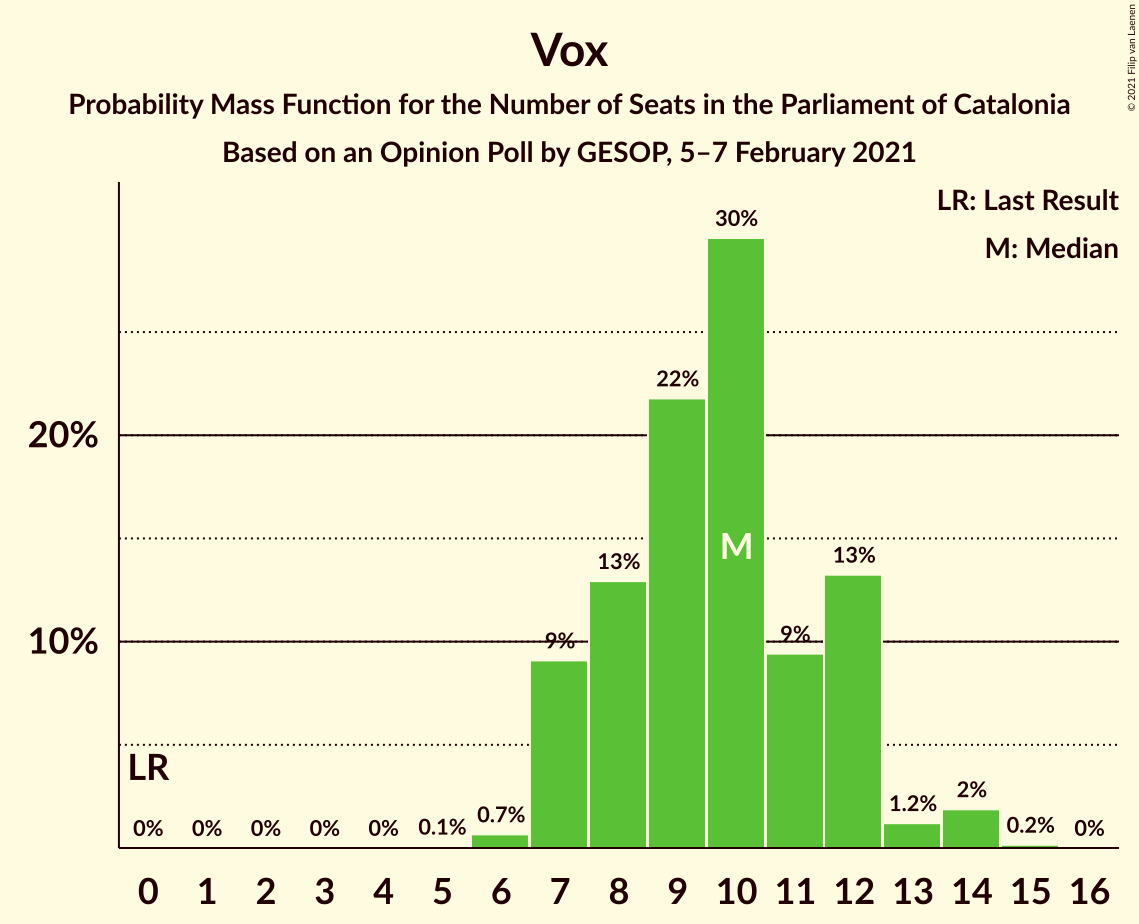 © 2021 Filip van Laenen
Vox
Probability Mass Function for the Number of Seats in the Parliament of Catalonia
Based on an Opinion Poll by GESOP, 5–7 February 2021
LR: Last Result
M: Median
30%
22%
20%
M
13%
13%
10%
9%
9%
LR
0% 0% 0% 0% 0% 0.1% 0.7% 1.2% 2% 0.2% 0%
0 1 2 3 4 5 6 7 8 9 10 11 12 13 14 15 16